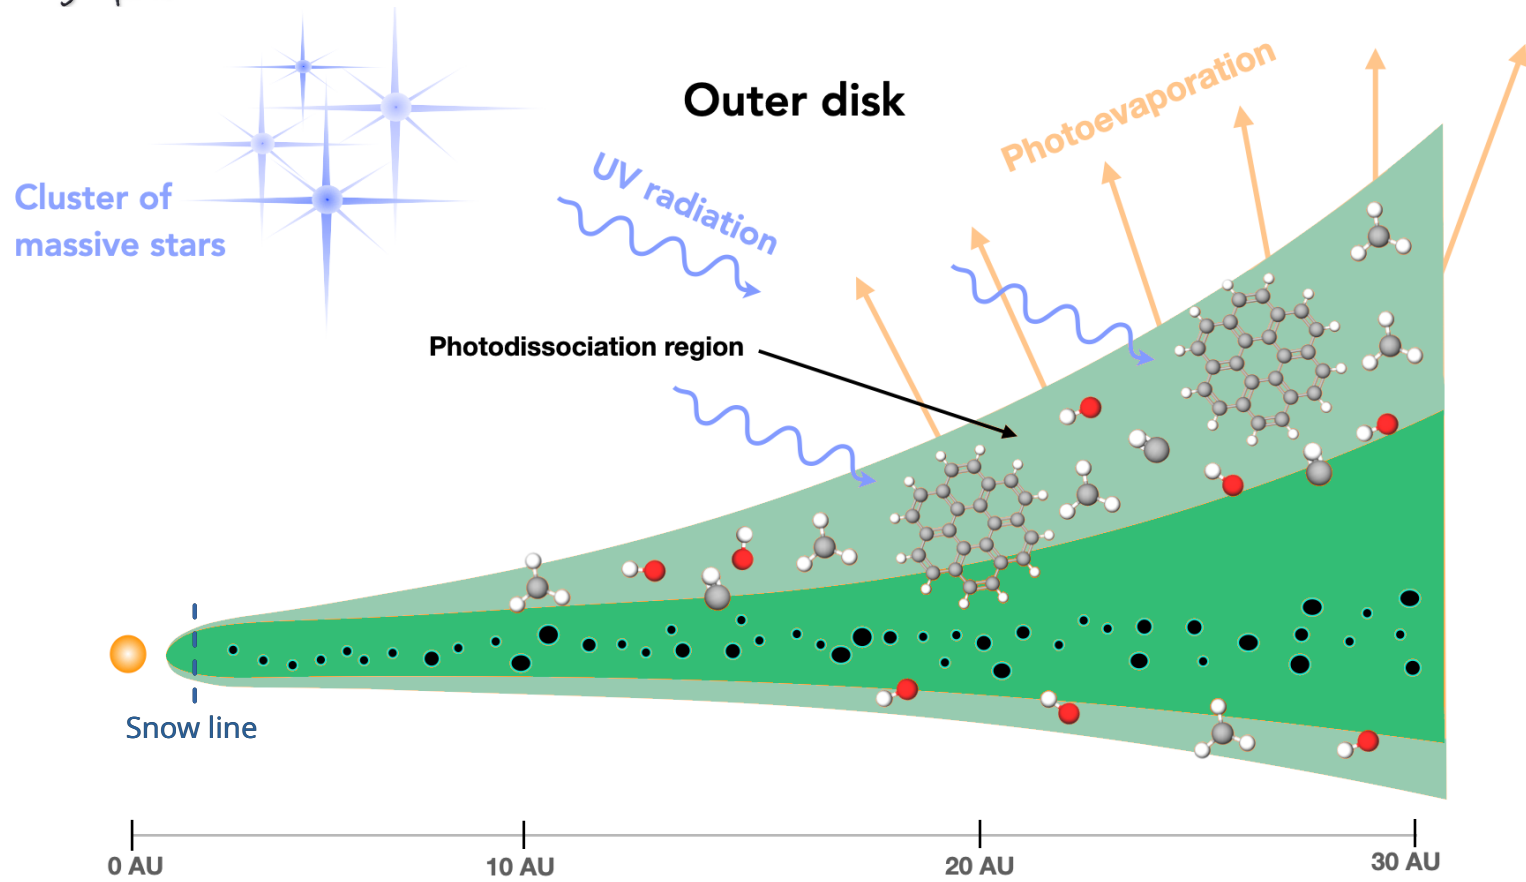 Outer disk
Photoevaporation
UV radiation
Cluster of
massive stars
Photodissociation region
Snow line
0 AU
10 AU
20 AU
30 AU